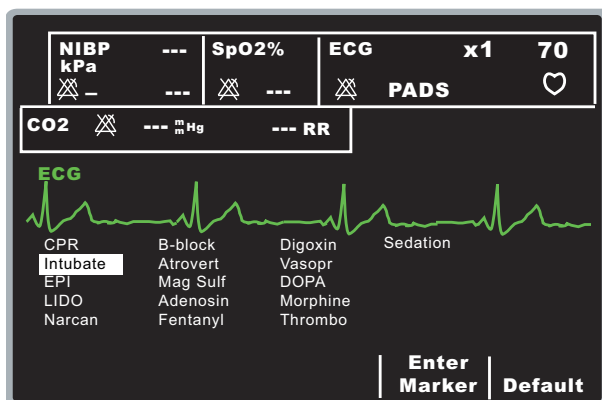 NIBP --- SpO2% ECG x1 70
kPa
– --- --- PADS
CO2 --- mmHg --- RR
ECG
CPR B-block Digoxin Sedation
Intubate Atrovert Vasopr
EPI Mag Sulf DOPA
LIDO Adenosin Morphine
Narcan Fentanyl Thrombo
Enter
Marker Default